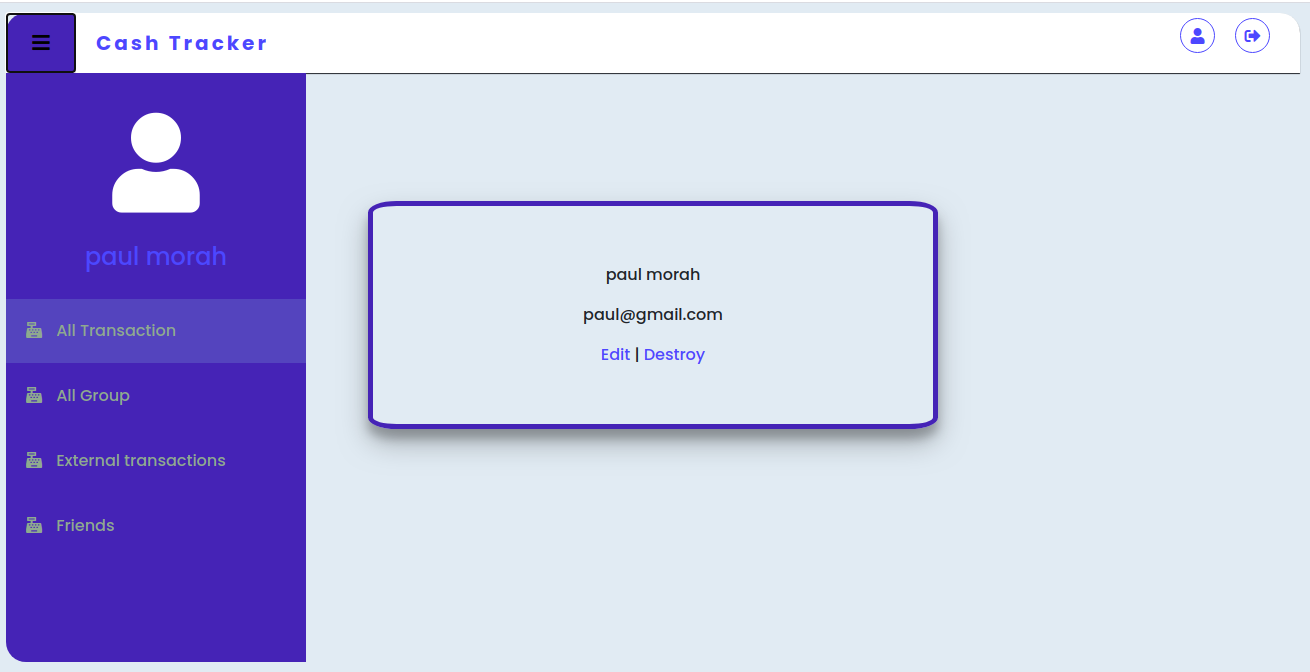 Cash Tracker
paul morah
All Transaction
All Group
External transactions
Friends
paul morah
paul@gmail.com
Edit | Destroy